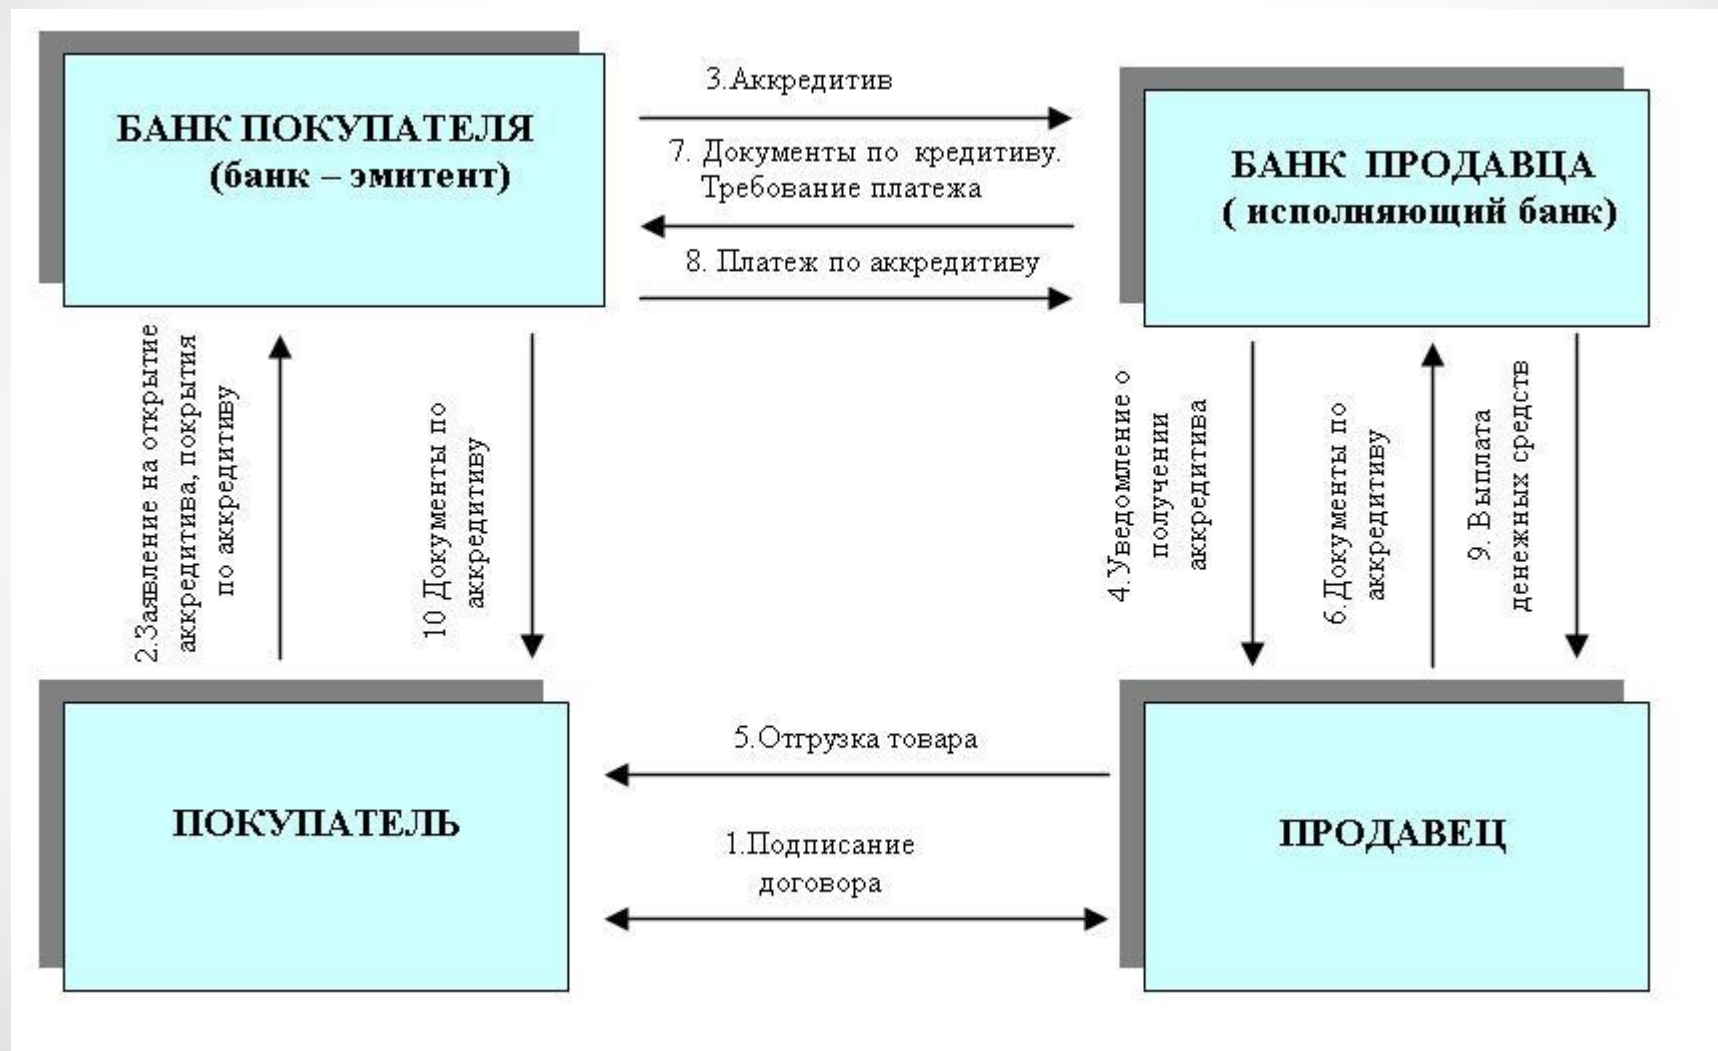 БАНК ПОКУПАТЕЛЯ
(банк – эмитент)
3.Аккредитив
7. Документы по кредитиву.
Требование платежа
8. Платеж по аккредитиву
БАНК ПРОДАВЦА
( исполняющий банк)
2.Заявление на открытие
аккредитива, покрытия
по аккредитиву
10 Документы по
аккредитиву
4.Уведомление о
получении
аккредитива
6.Документы по
аккредитиву
9. Выплата
денежных средств
ПОКУПАТЕЛЬ
5.Отгрузка товара
1.Подписание
договора
ПРОДАВЕЦ